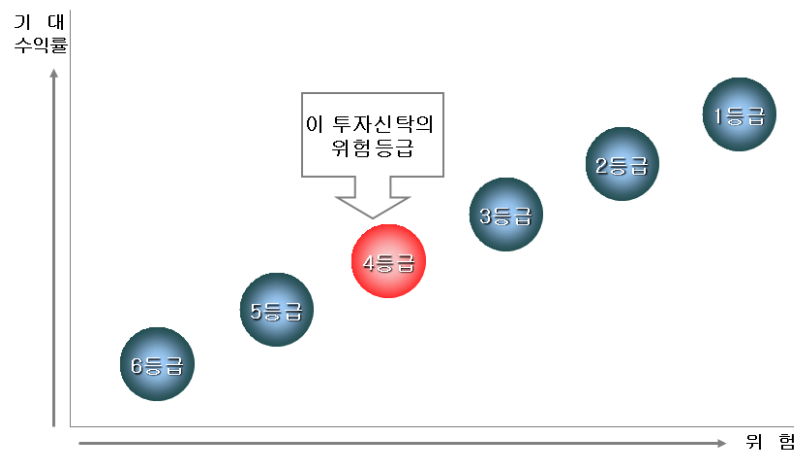 기 대
수익률
이 투자신탁의
위험등급
1등급
2등급
3등급
4등급
5등급
6등급
위 험